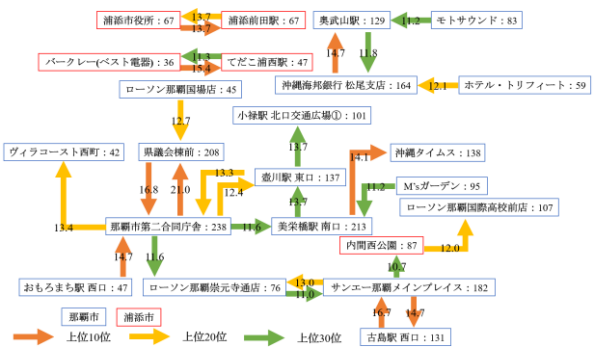 浦添市役所：67
13.7
13.7
浦添前田駅：67
奥武山駅：129
11.2
モトサウンド：83
バークレー(ベスト電器)：36
11.3
15.4
てだこ浦西駅：47
14.7
11.8
沖縄海邦銀行 松尾支店：164
12.1
ホテル・トリフィート：59
ローソン那覇国場店：45
12.7
小禄駅 北口交通広場①：101
ヴィラコースト西町：42
県議会棟前：208
13.7
14.1
沖縄タイムス：138
13.3
壺川駅 東口：137
12.4
16.8
21.0
11.2
M'sガーデン：95
13.7
ローソン那覇国際高校前店：107
13.4
那覇市第二合同庁舎：238
11.6
美栄橋駅 南口：213
内間西公園：87
12.0
14.7
11.6
10.7
おもろまち駅 西口：47
ローソン那覇崇元寺通店：76
13.0
11.0
サンエー那覇メインプレイス：182
16.7
14.7
那覇市
浦添市
上位10位
上位20位
上位30位
古島駅 西口：131